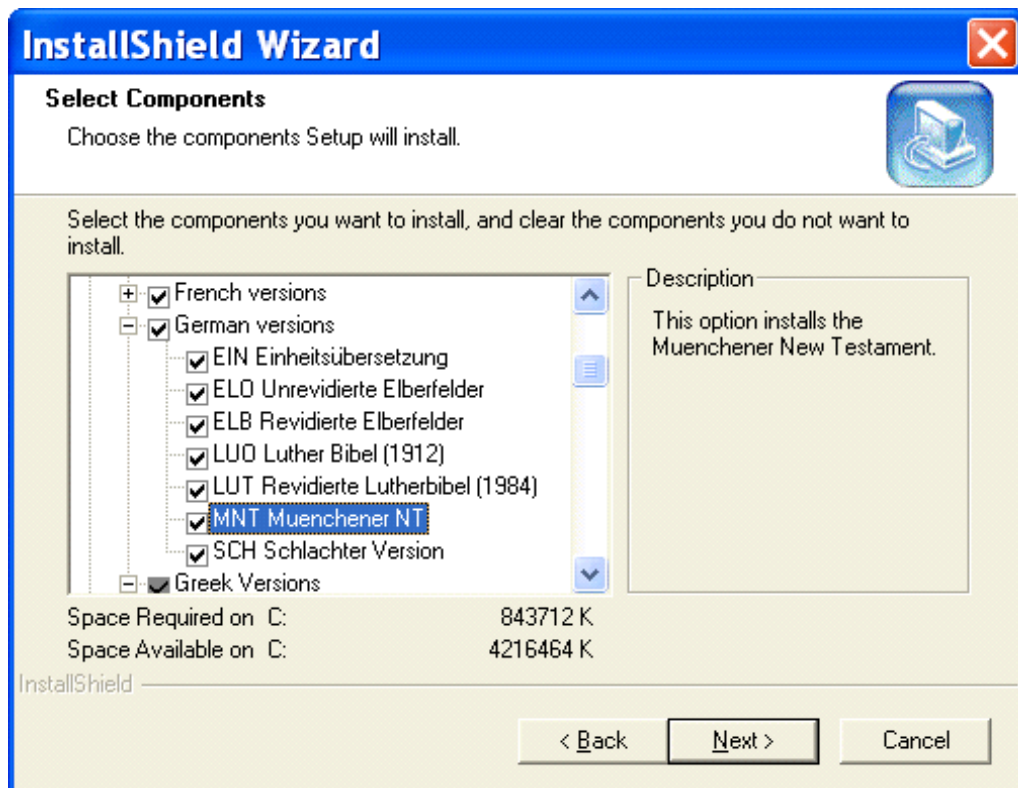 InstallShield Wizard
Select Components
Choose the components Setup will install.
Select the components you want to install, and clear the components you do not want to
install.
French versions
German versions
EIN Einheitsübersetzung
ELO Unrevidierte Elberfelder
ELB Revidierte Elberfelder
LUO Luther Bibel (1912)
LUT Revidierte Lutherbibel (1984)
MNT Muenchener NT
SCH Schlachter Version
Greek Versions
Description
This option installs the
Muenchener New Testament.
Space Required on C: 843712 K
Space Available on C: 4216464 K
InstallShield
< Back Next > Cancel